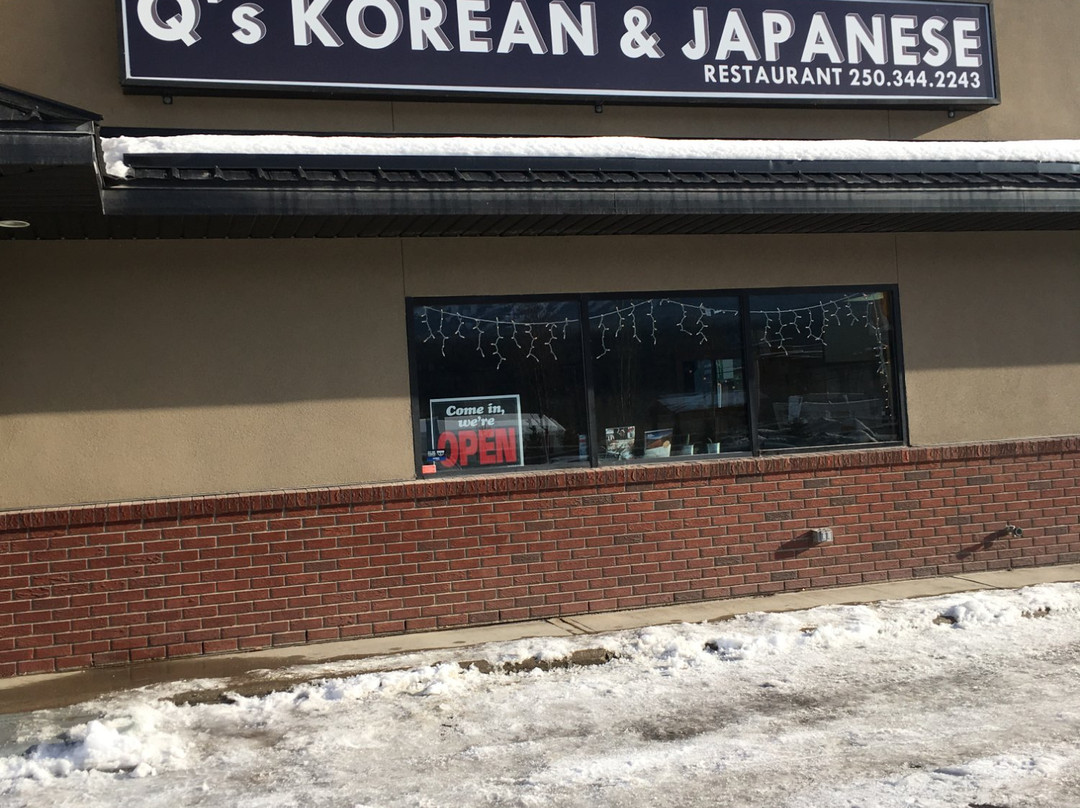 Q's KOREAN & JAPANESE
RESTAURANT 250.344.2243
Come in,
we're
OPEN